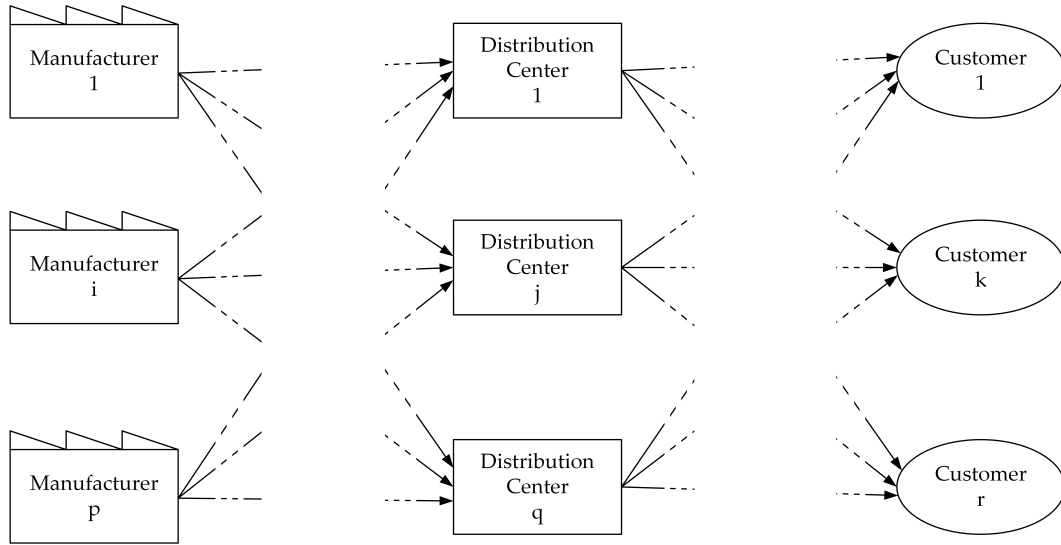 Manufacturer
1
Distribution
Center
1
Customer
1
Manufacturer
i
Distribution
Center
j
Customer
k
Manufacturer
p
Distribution
Center
q
Customer
r